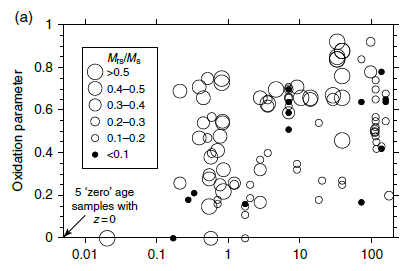 (a)
1
0.8
0.6
0.4
0.2
0
Oxidation parameter
Mrs/Ms
>0.5
0.4–0.5
0.3–0.4
0.2–0.3
0.1–0.2
<0.1
5 'zero' age
samples with
z=0
0.01 0.1 1 10 100